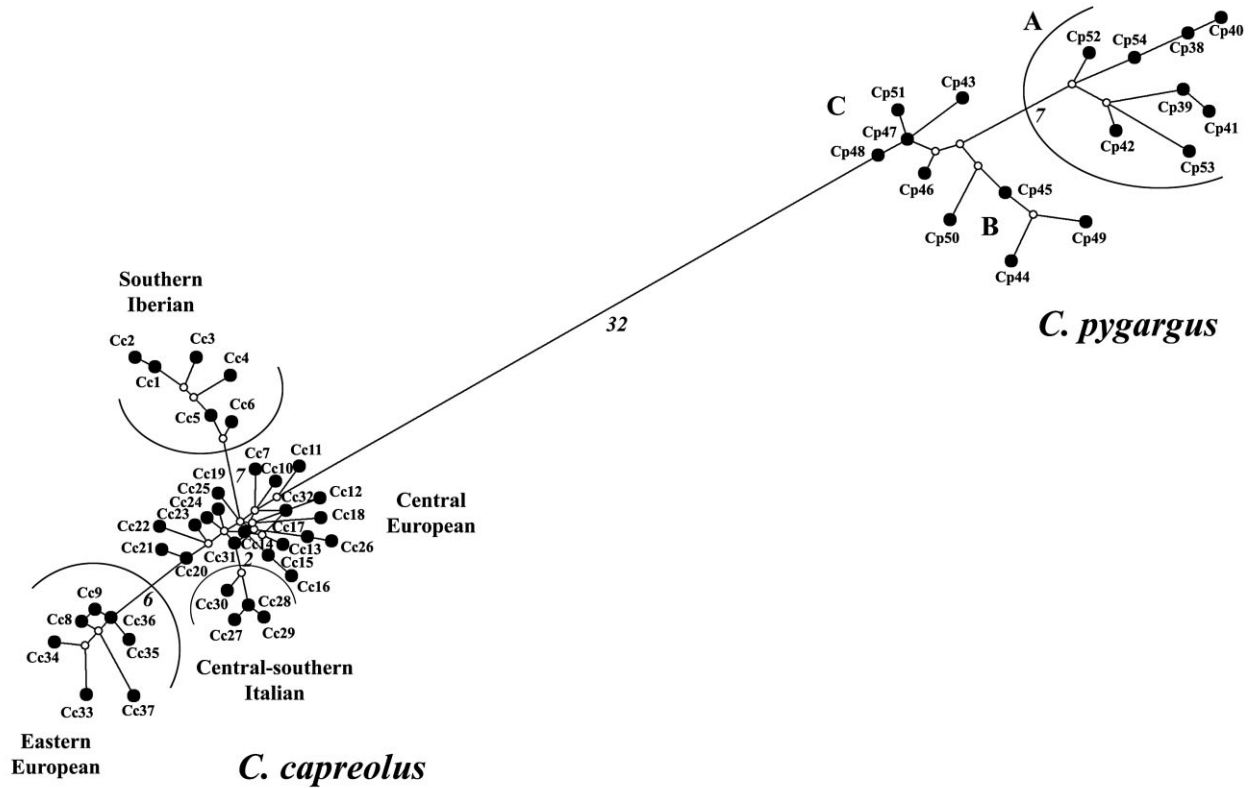 A
Cp40
Cp52
Cp54
Cp38
Cp51
Cp43
C
Cp39
Cp47
7
Cp41
Cp48
Cp42
Cp53
Cp46
Cp45
Cp50
B
Cp49
Cp44
Southern
Iberian
32
C. pygargus
Cc2
Cc3
Cc4
Cc1
Cc6
Cc5
Cc7
Cc11
Cc10
Cc19
7
Cc25
Cc32
Cc12
Cc24
Central
European
Cc18
Cc23
Cc22
Cc17
Cc14
Cc13
Cc26
Cc21
Cc31
2
Cc15
Cc20
Cc16
Cc9
6
Cc30
Cc28
Cc8
Cc36
Cc27
Cc29
Cc35
Cc34
Central-southern
Italian
Cc33
Cc37
Eastern
European
C. capreolus